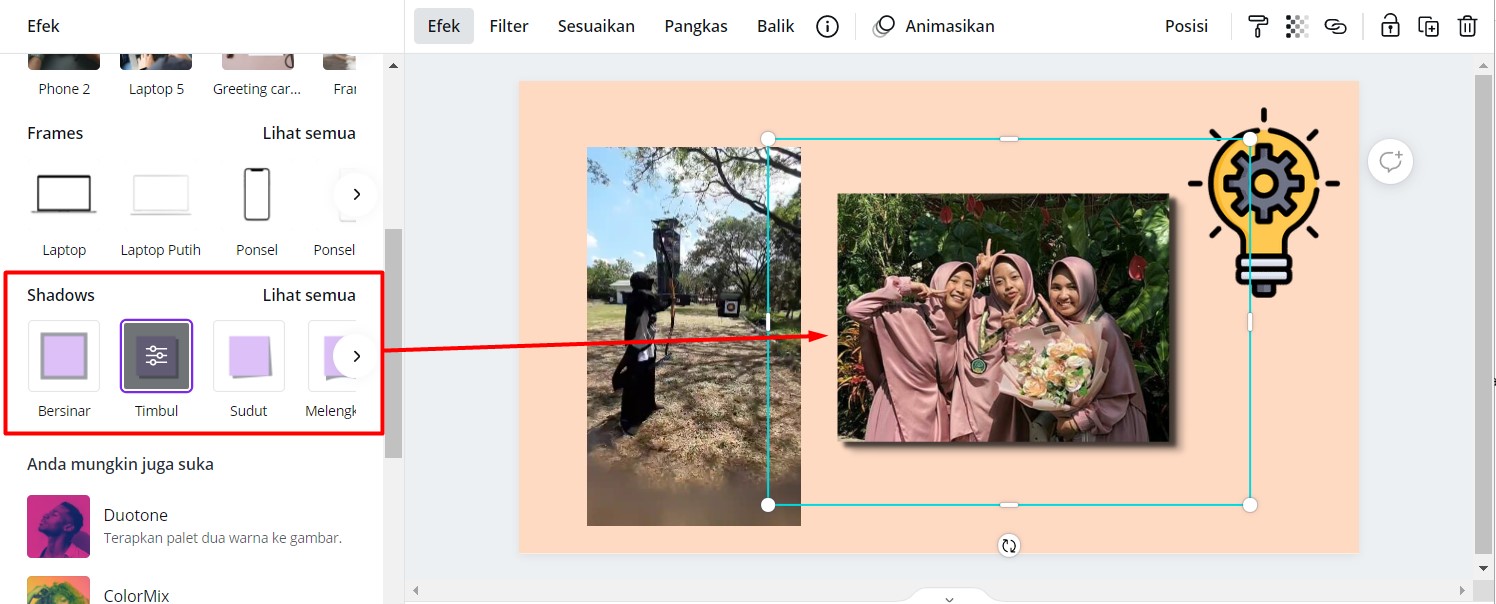 Efek
Efek Filter Sesuaikan Pangkas Balik Animasikan Posisi
Phone 2 Laptop 5 Greeting car... Frar
Frames Lihat semua
Laptop Laptop Putih Ponsel Ponsel
Shadows Lihat semua
Bersinar Timbul Sudut Melengk
Anda mungkin juga suka
Duotone
Terapkan palet dua warna ke gambar.
ColorMix